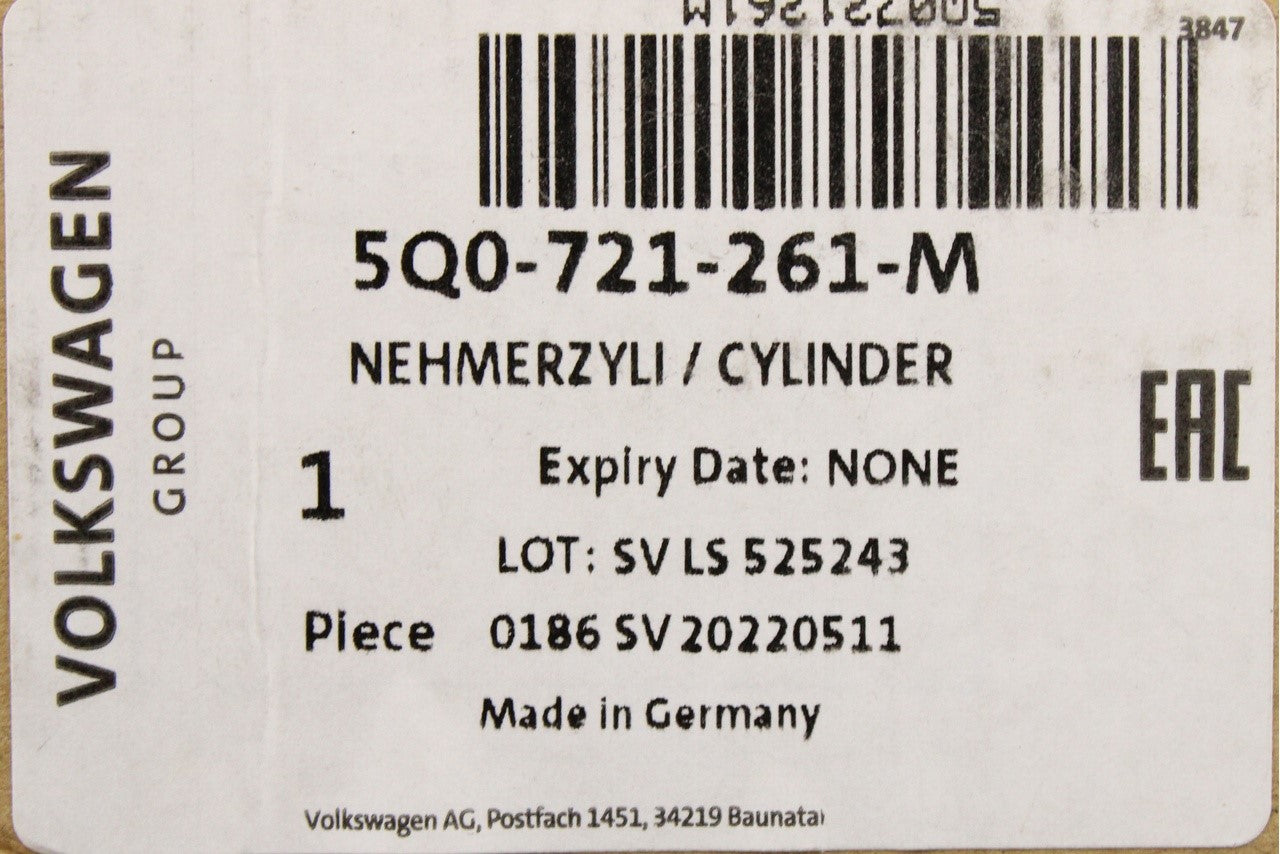 5Q0721261M
3847
5Q0-721-261-M
NEHMERZYLI / CYLINDER
EAC
1
Expiry Date: NONE
LOT: SV LS 525243
Piece 0186 SV 20220511
Made in Germany
Volkswagen AG, Postfach 1451, 34219 Baunatal
VOLKSWAGEN
GROUP